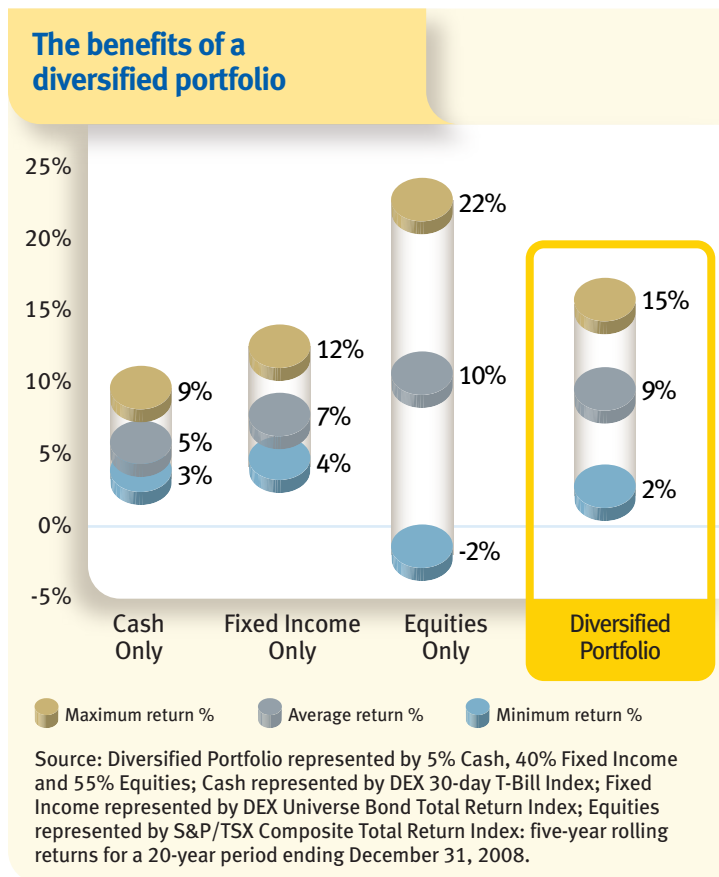 The benefits of a
diversified portfolio
25%
20%
15%
10%
5%
0%
-5%
9%
5%
3%
12%
7%
4%
22%
10%
-2%
15%
9%
2%
Cash
Only
Fixed Income
Only
Equities
Only
Diversified
Portfolio
Maximum return %
Average return %
Minimum return %
Source: Diversified Portfolio represented by 5% Cash, 40% Fixed Income
and 55% Equities; Cash represented by DEX 30-day T-Bill Index; Fixed
Income represented by DEX Universe Bond Total Return Index; Equities
represented by S&P/TSX Composite Total Return Index: five-year rolling
returns for a 20-year period ending December 31, 2008.